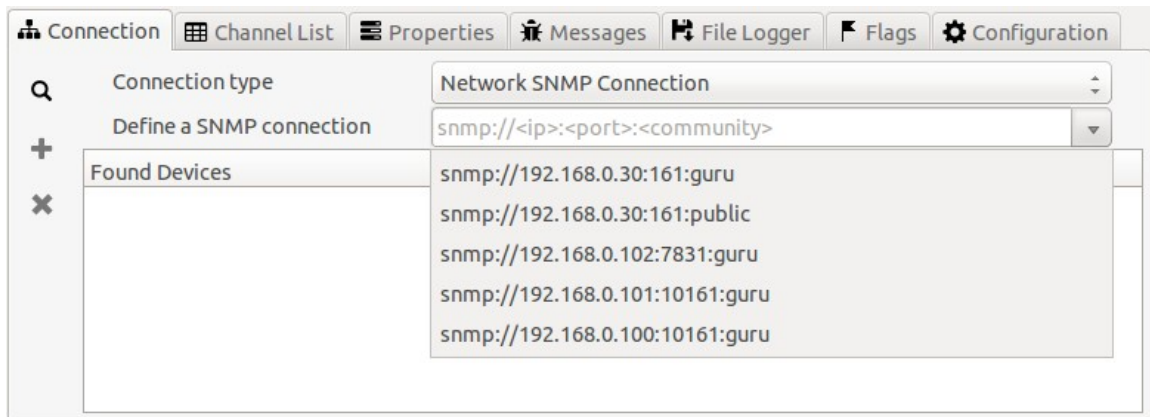 Connection Channel List Properties Messages File Logger Flags Configuration
Connection type Network SNMP Connection
Define a SNMP connection snmp://<ip>:<port>:<community>
Found Devices
snmp://192.168.0.30:161:guru
snmp://192.168.0.30:161:public
snmp://192.168.0.102:7831:guru
snmp://192.168.0.101:10161:guru
snmp://192.168.0.100:10161:guru